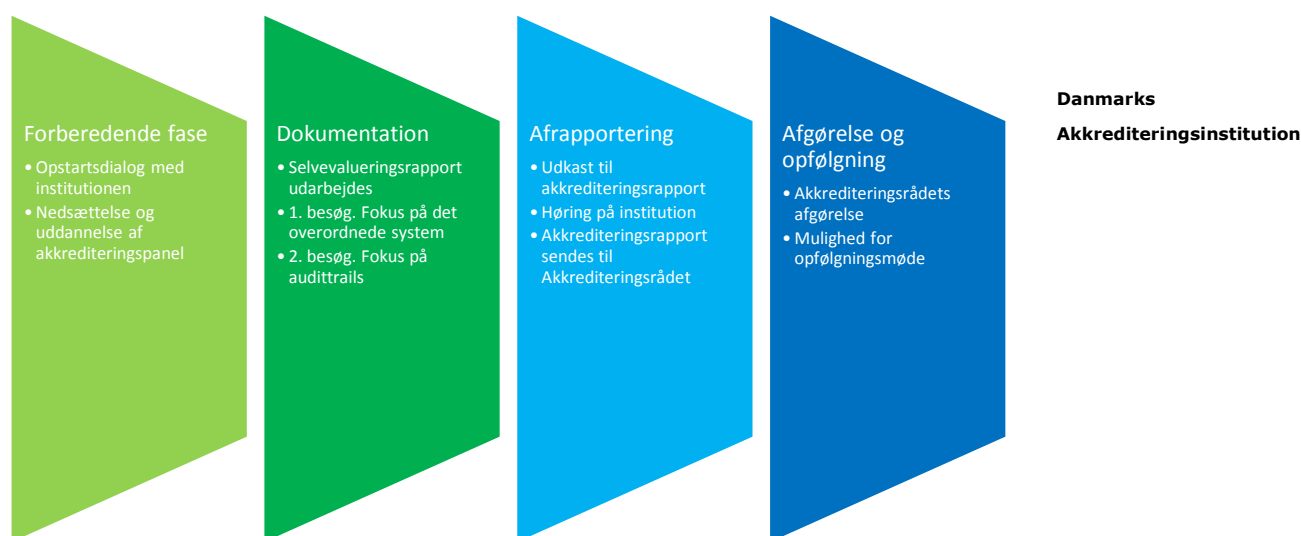 Forberedende fase
• Opstartsdialog med
institutionen
• Nedsættelse og
uddannelse af
akkrediteringspanel
Dokumentation
• Selvevalueringsrapport
udarbejdes
• 1. besøg. Fokus på det
overordnede system
• 2. besøg. Fokus på
audittrails
Afrapportering
• Udkast til
akkrediteringsrapport
• Høring på institution
• Akkrediteringsrapport
sendes til
Akkrediteringsrådet
Afgørelse og
opfølgning
• Akkrediteringsrådets
afgørelse
• Mulighed for
opfølgningsmøde
Danmarks
Akkrediteringsinstitution